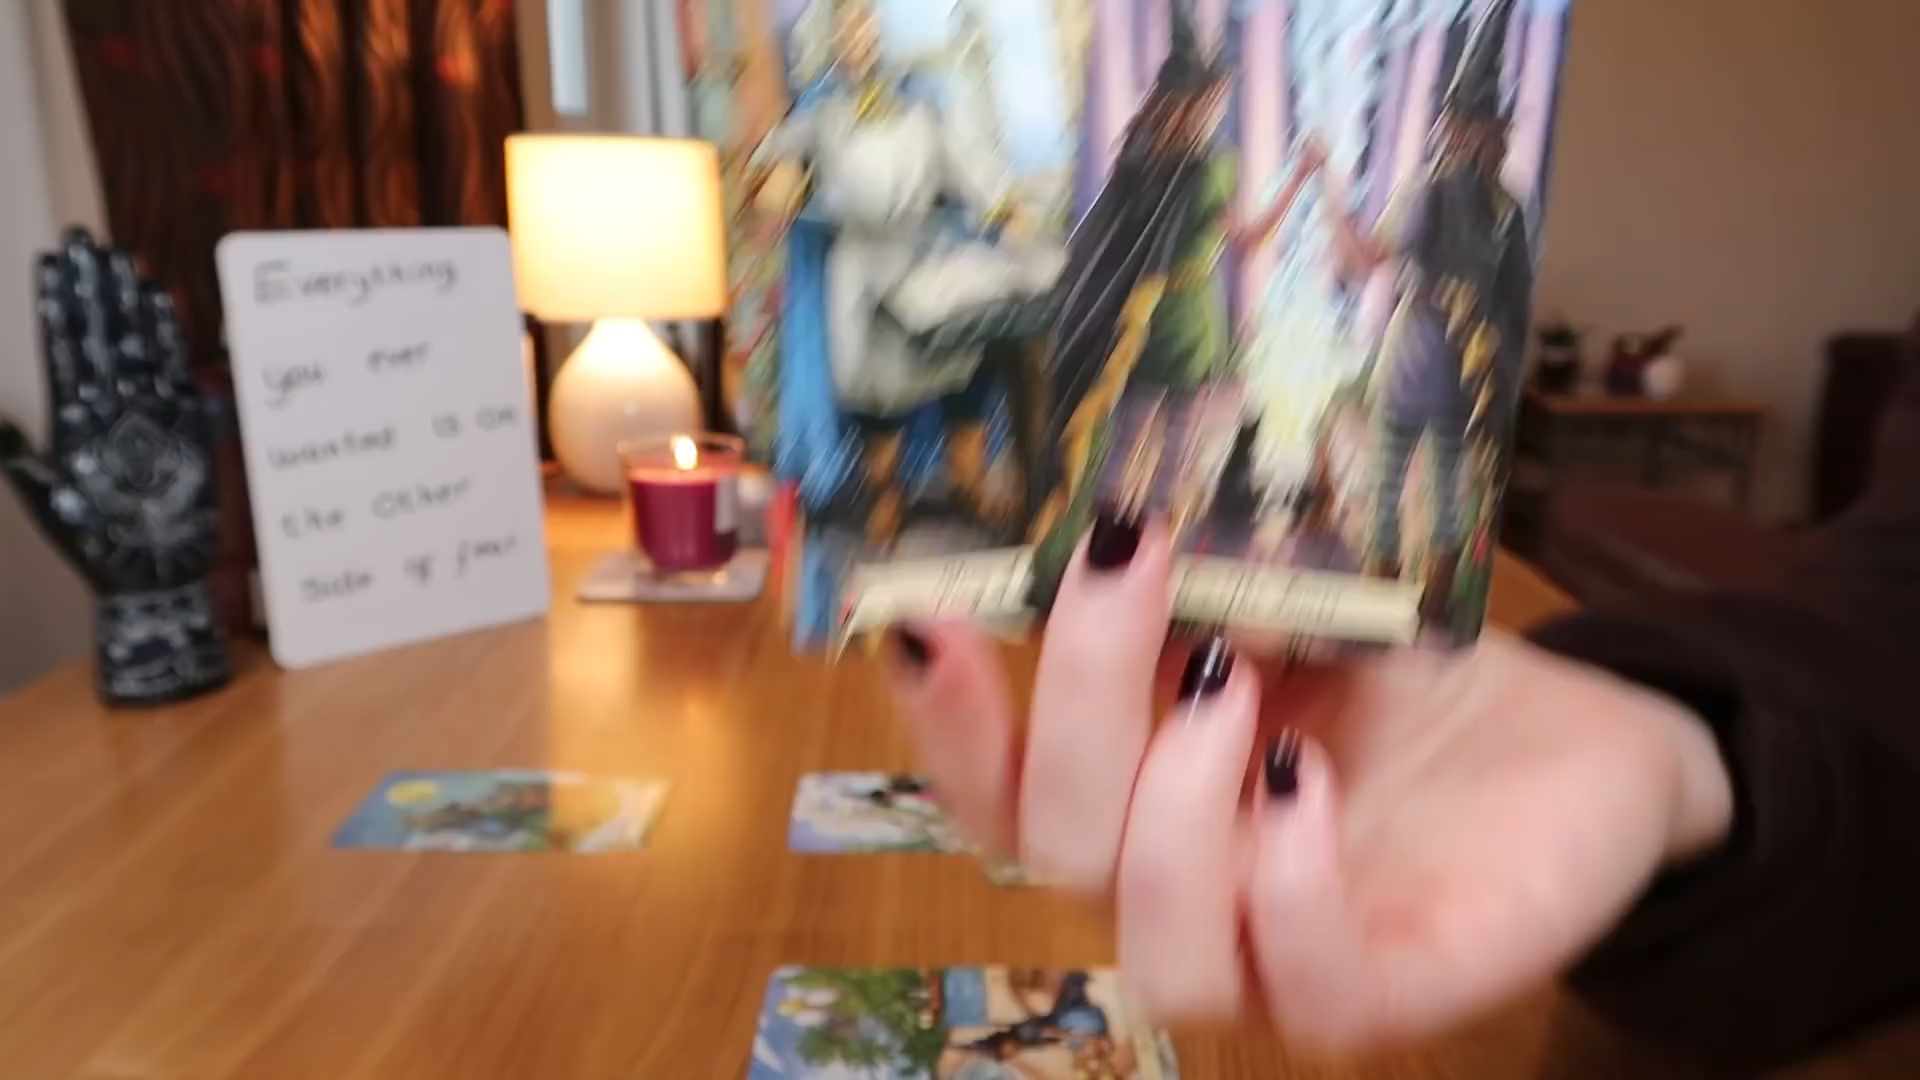 Everything
you ever
wanted is on
the other
side of fear